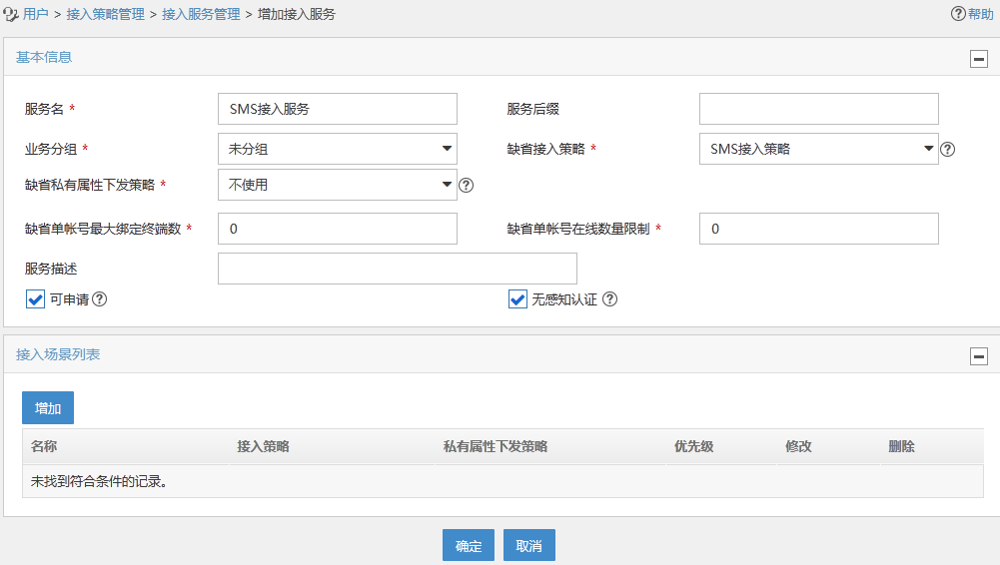 用户 > 接入策略管理 > 接入服务管理 > 增加接入服务 帮助
基本信息
服务名 * SMS接入服务 服务后缀
业务分组 * 未分组 缺省接入策略 * SMS接入策略
缺省私有属性下发策略 * 不使用
缺省单帐号最大绑定终端数 * 0 缺省单帐号在线数量限制 * 0
服务描述
可申请 无感知认证
接入场景列表
增加
名称 接入策略 私有属性下发策略 优先级 修改 删除
未找到符合条件的记录。
确定 取消